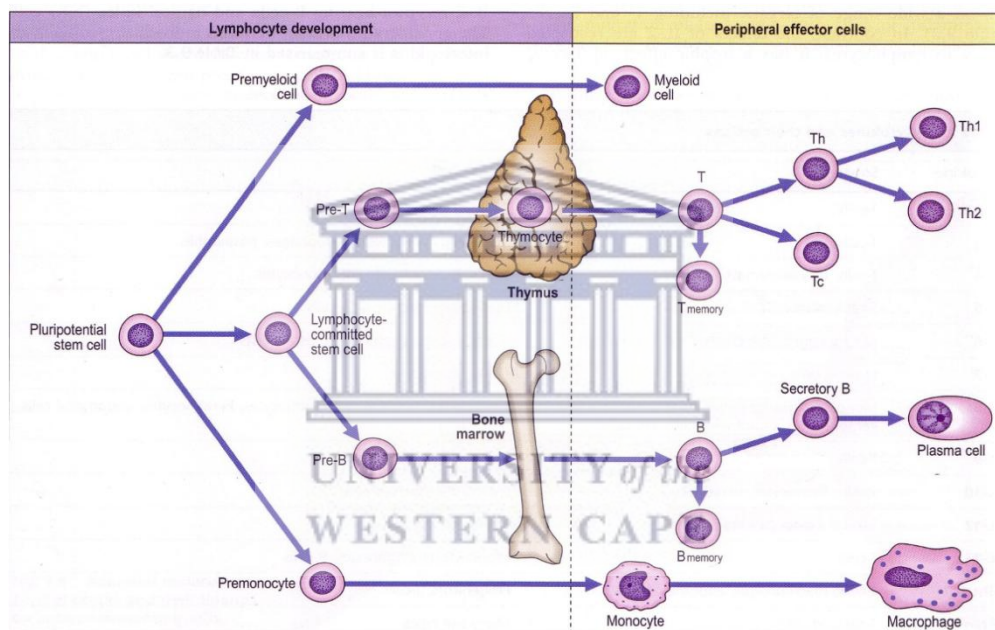 Lymphocyte development
Peripheral effector cells
Premyeloid
cell
Myeloid
cell
Th
Th1
Th2
T
Pre-T
Thymocyte
Thymus
Tc
T memory
Pluripotential
stem cell
Lymphocyte-
committed stem cell
Secretory B
Bone
marrow
B
Plasma cell
Pre-B
UNIVERSITY of the
WESTERN CAPE
B memory
Premonocyte
Monocyte
Macrophage